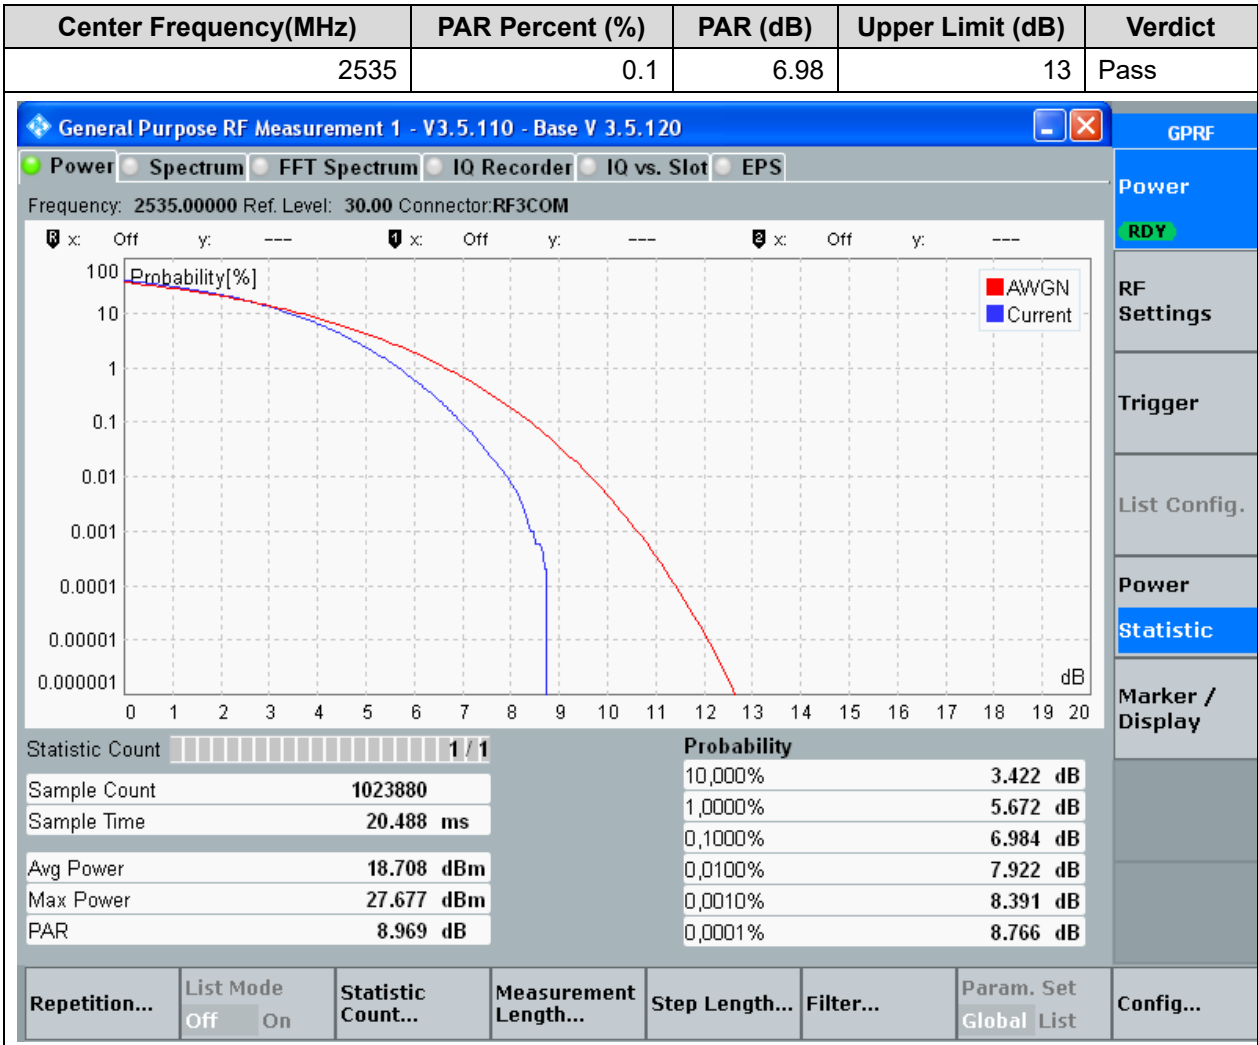 Center Frequency(MHz) PAR Percent (%) PAR (dB) Upper Limit (dB) Verdict
2535 0.1 6.98 13 Pass
General Purpose RF Measurement 1 - V3.5.110 - Base V 3.5.120
GPRF
Power Spectrum FFT Spectrum IQ Recorder IQ vs. Slot EPS
Power
RDY
Frequency: 2535.00000 Ref. Level: 30.00 Connector:RF3COM
R x: Off y: --- 1 x: Off y: --- 2 x: Off y: ---
Probability[%]
AWGN
Current
100
10
1
0.1
0.01
0.001
0.0001
0.00001
0.000001
dB
0 1 2 3 4 5 6 7 8 9 10 11 12 13 14 15 16 17 18 19 20
RF
Settings
Trigger
List Config.
Power
Statistic
Marker /
Display
Statistic Count 1 / 1
Sample Count 1023880
Sample Time 20.488 ms
Avg Power 18.708 dBm
Max Power 27.677 dBm
PAR 8.969 dB
Probability
10,000% 3.422 dB
1,0000% 5.672 dB
0,1000% 6.984 dB
0,0100% 7.922 dB
0,0010% 8.391 dB
0,0001% 8.766 dB
Repetition...
List Mode
Off On
Statistic
Count...
Measurement
Length...
Step Length...
Filter...
Param. Set
Global List
Config...